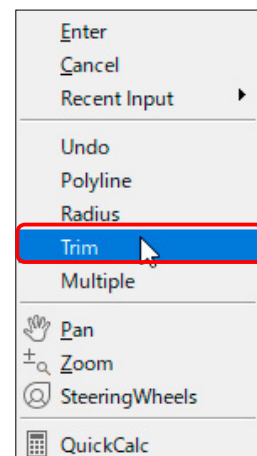 Enter
Cancel
Recent Input
Undo
Polyline
Radius
Trim
Multiple
Pan
Zoom
SteeringWheels
QuickCalc